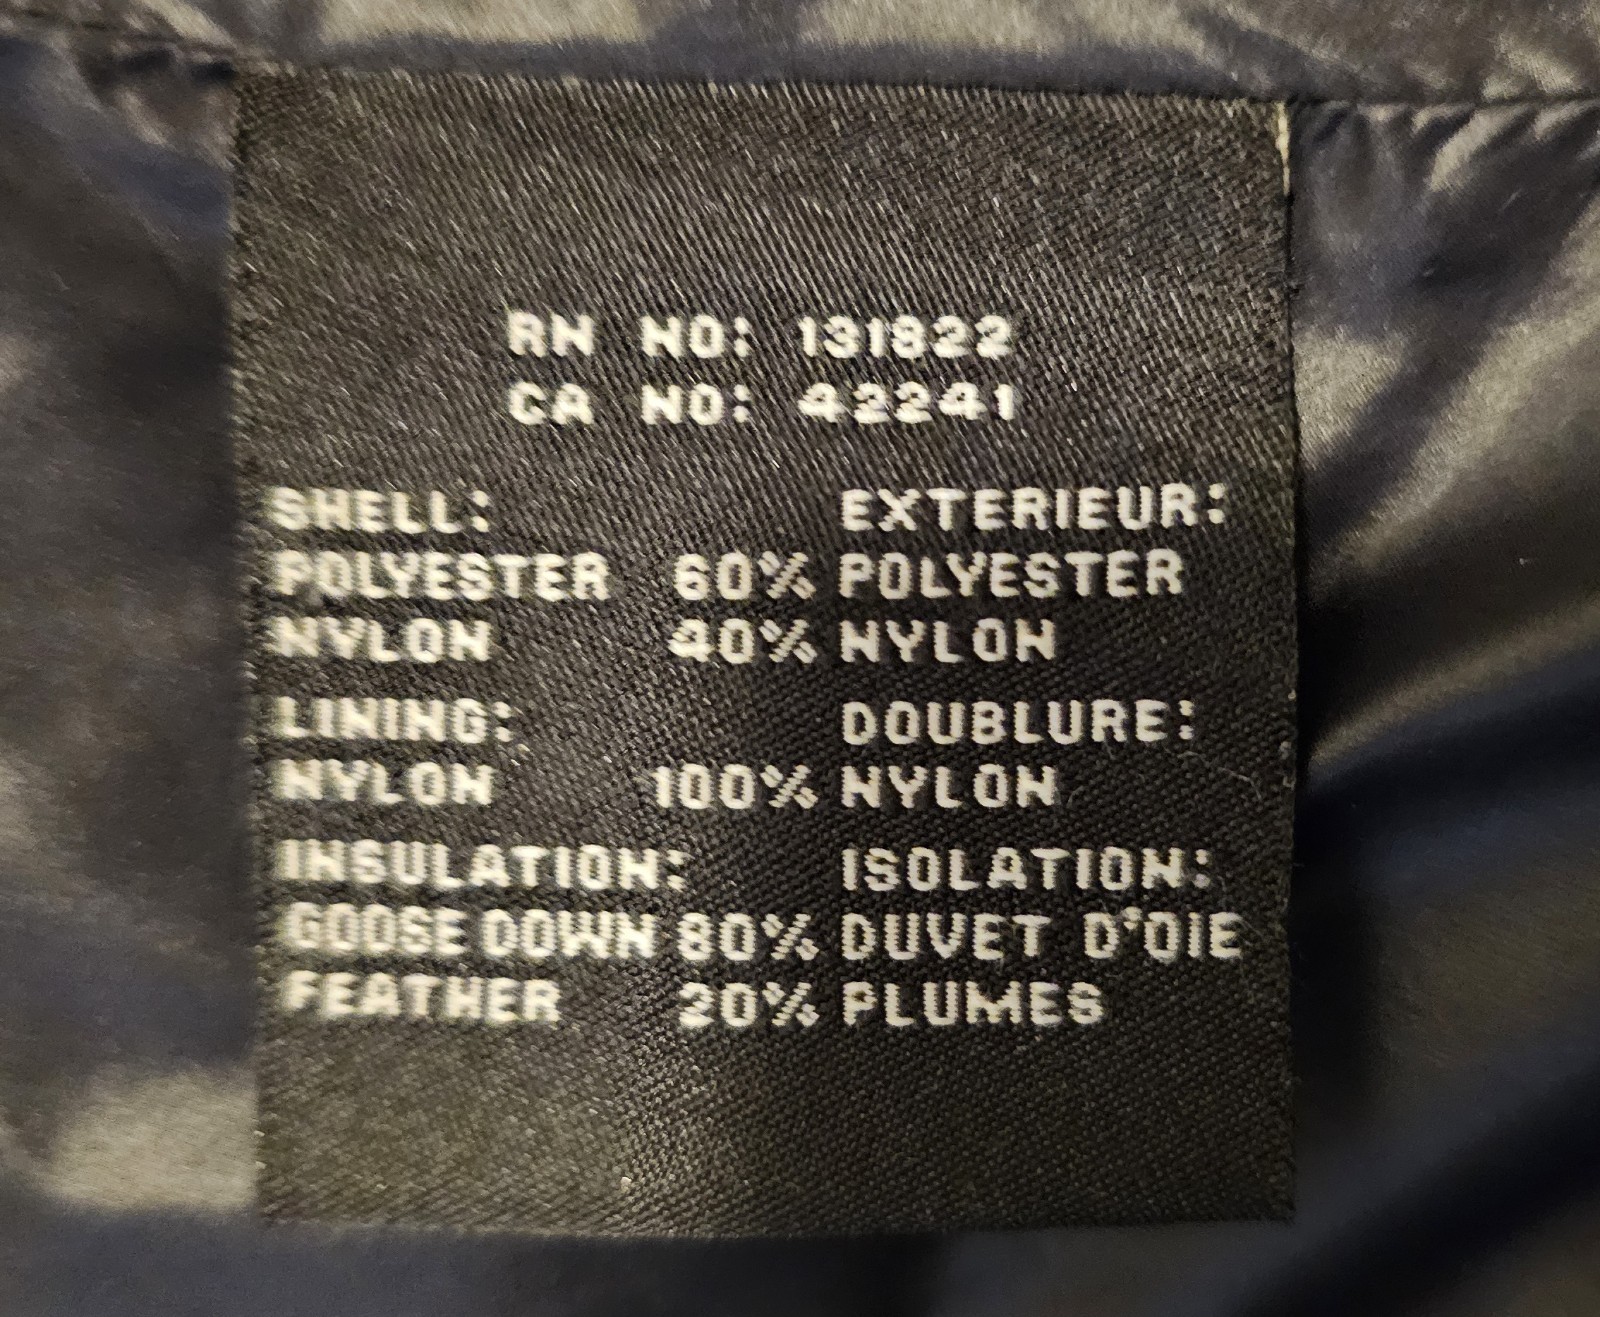 RN NO: 131822
CA NO: 42241
SHELL: EXTERIEUR:
POLYESTER 60% POLYESTER
NYLON 40% NYLON
LINING: DOUBLURE:
NYLON 100% NYLON
INSULATION: ISOLATION:
GOOSE DOWN 80% DUVET D'OIE
FEATHER 20% PLUMES